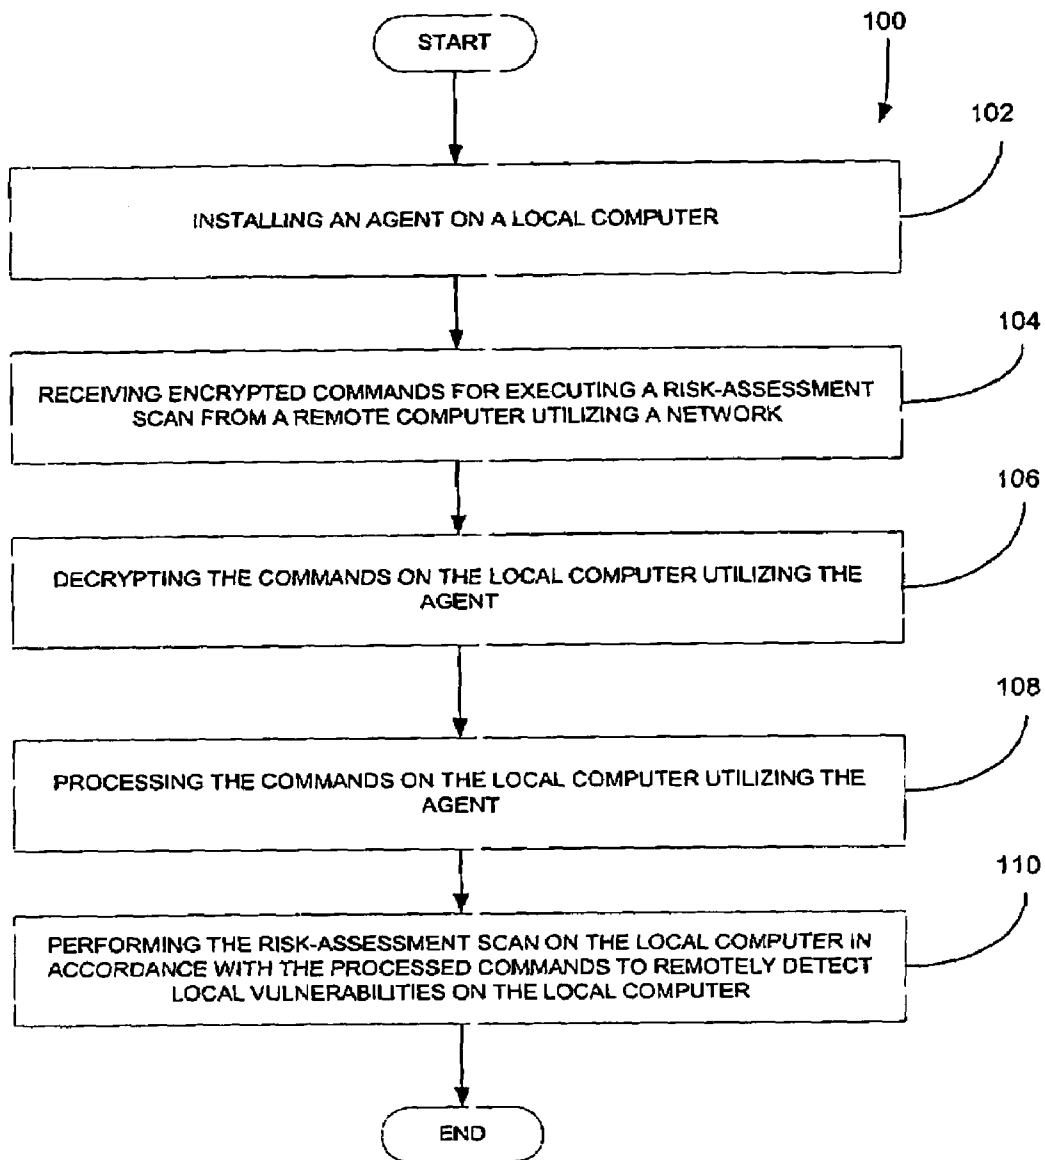 START
100
102
INSTALLING AN AGENT ON A LOCAL COMPUTER
104
RECEIVING ENCRYPTED COMMANDS FOR EXECUTING A RISK-ASSESSMENT
SCAN FROM A REMOTE COMPUTER UTILIZING A NETWORK
106
DECRYPTING THE COMMANDS ON THE LOCAL COMPUTER UTILIZING THE
AGENT
108
PROCESSING THE COMMANDS ON THE LOCAL COMPUTER UTILIZING THE
AGENT
110
PERFORMING THE RISK-ASSESSMENT SCAN ON THE LOCAL COMPUTER IN
ACCORDANCE WITH THE PROCESSED COMMANDS TO REMOTELY DETECT
LOCAL VULNERABILITIES ON THE LOCAL COMPUTER
END